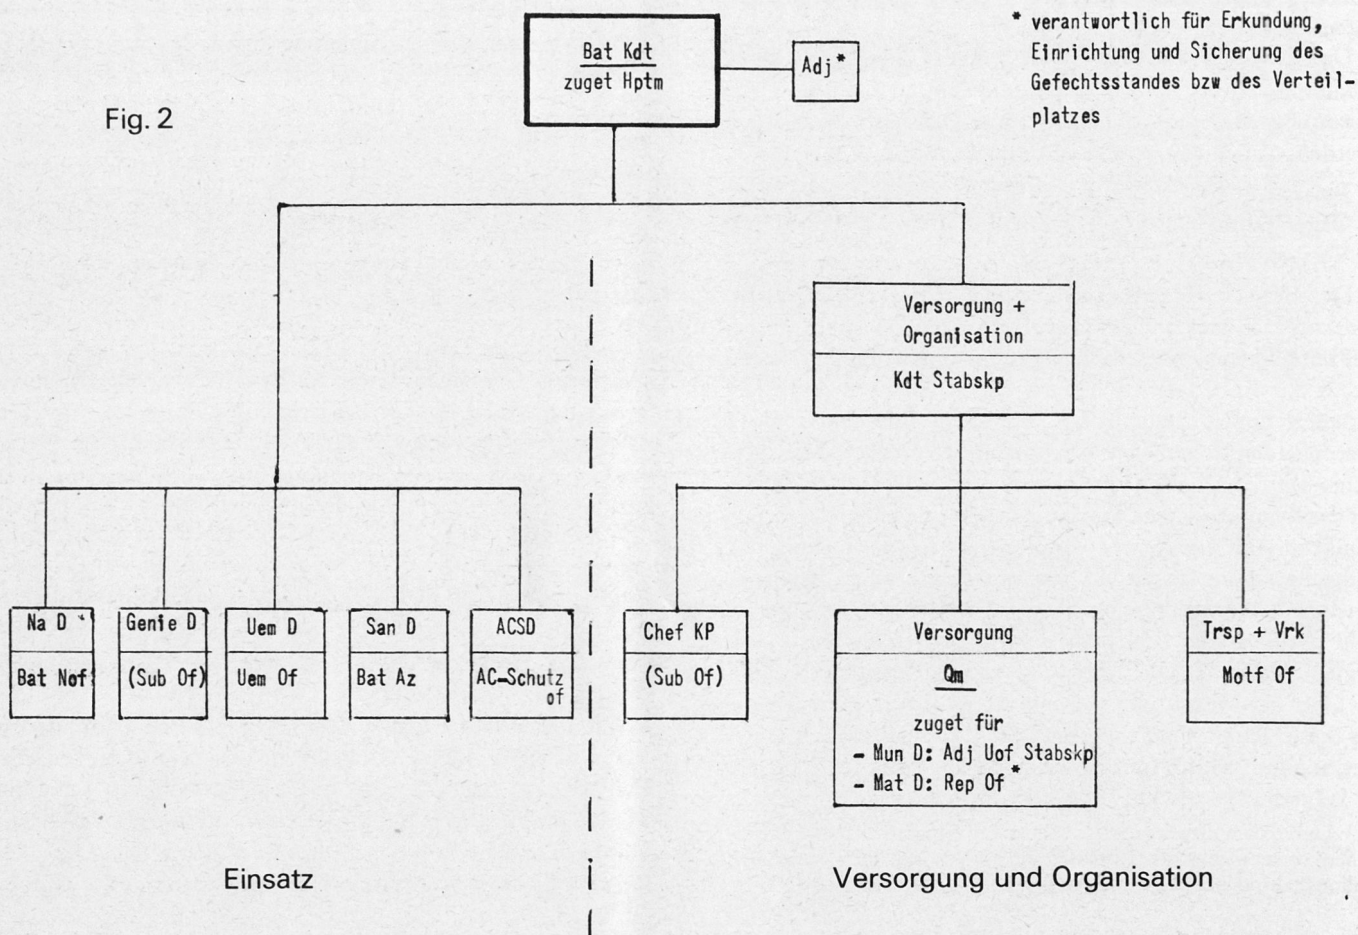 Bat Kdt
zuget Hptm
Adj*
* verantwortlich für Erkundung,
Einrichtung und Sicherung des
Gefechtsstandes bzw des Verteil-
platzes
Fig. 2
Versorgung +
Organisation
Kdt Stabskp
Na D
Bat Nof
Genie D
(Sub Of)
Uem D
Uem Of
San D
Bat Az
ACSD
AC-Schutz
of
Chef KP
(Sub Of)
Versorgung
Qm
zuget für
- Mun D: Adj Uof Stabskp
- Mat D: Rep Of*
Trsp + Vrk
Motf Of
Einsatz
Versorgung und Organisation